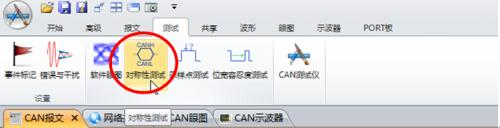 开始 高级 报文 测试 共享 波形 眼图 示波器 PORT板
CANH
CANL
事件标记 错误与干扰 软件眼图 对称性测试 采样点测试 位宽容忍度测试 CAN测试仪
设置
CAN报文 网络 对称性测试 CAN眼图 CAN示波器